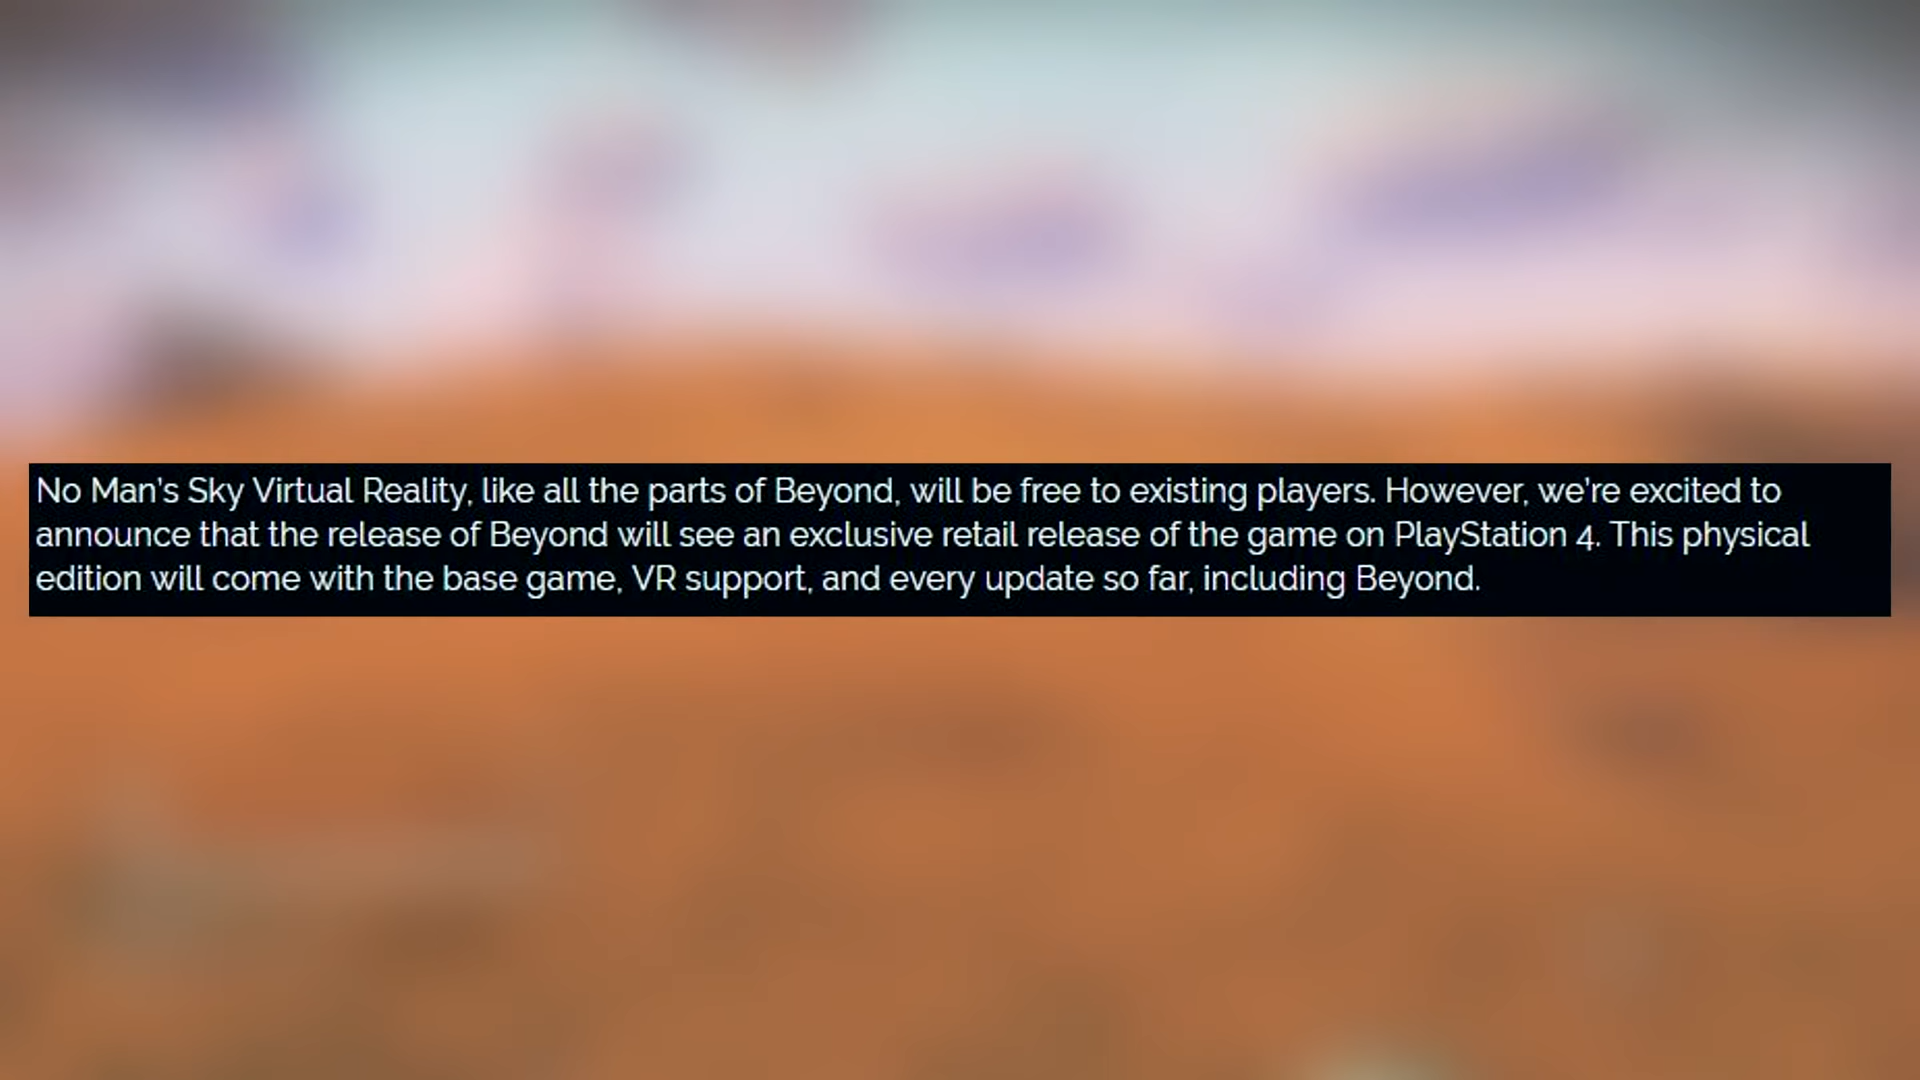 No Man's Sky Virtual Reality, like all the parts of Beyond, will be free to existing players. However, we're excited to
announce that the release of Beyond will see an exclusive retail release of the game on PlayStation 4. This physical
edition will come with the base game, VR support, and every update so far, including Beyond.